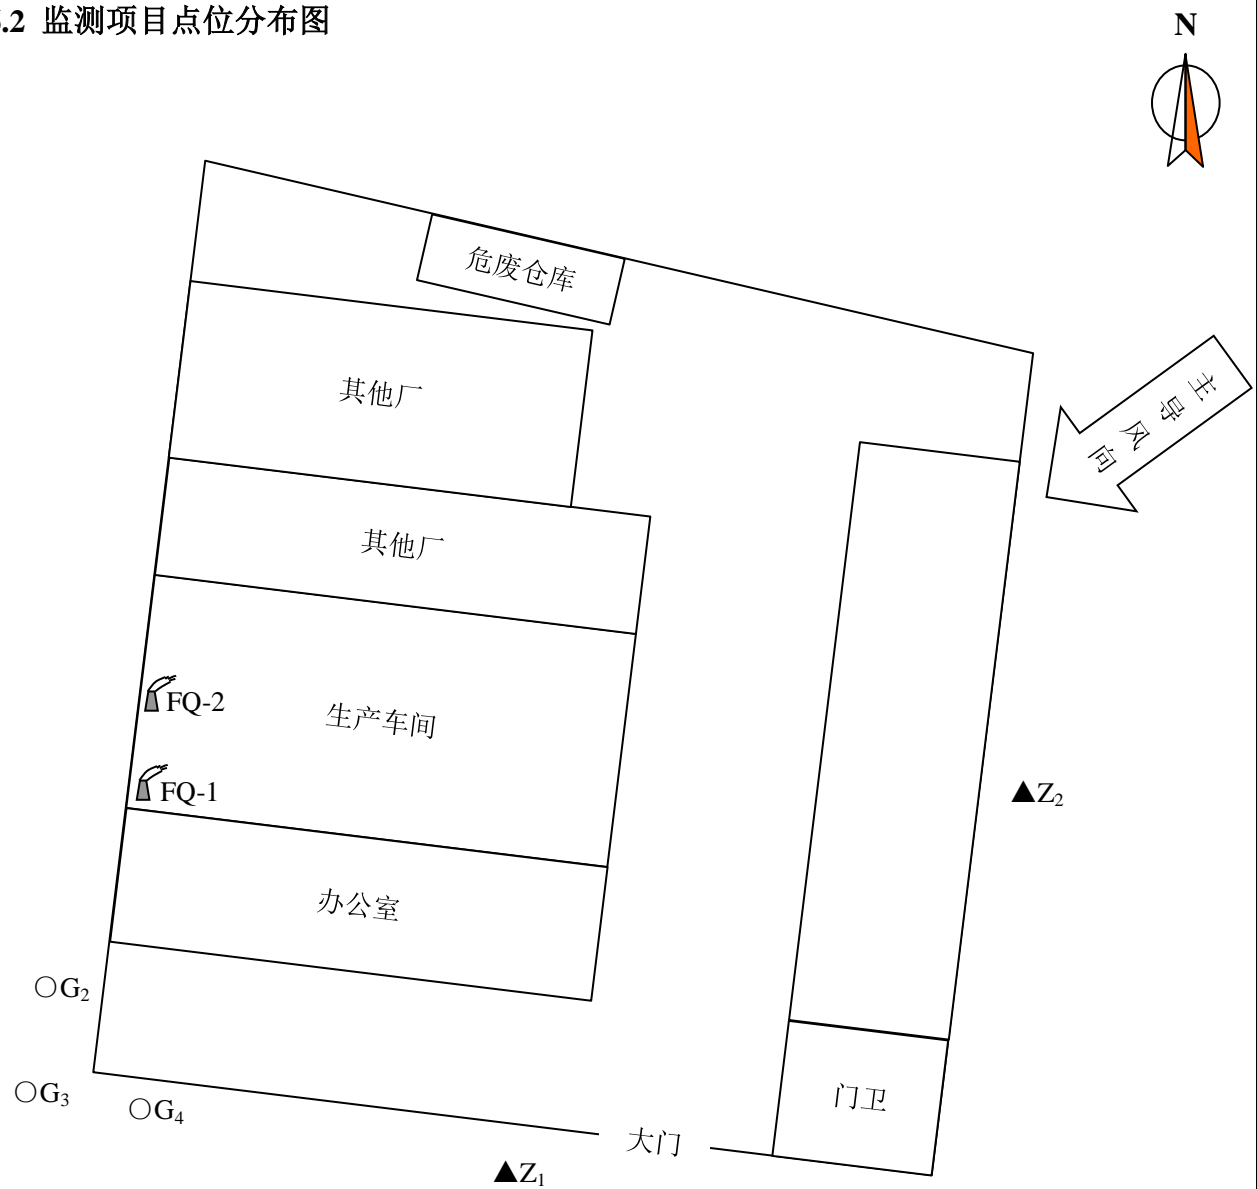 .2 监测项目点位分布图
N
危废仓库
主导风向
其他厂
其他厂
FQ-2
生产车间
FQ-1
▲Z₂
办公室
○G₂
○G₃
○G₄
门卫
大门
▲Z₁